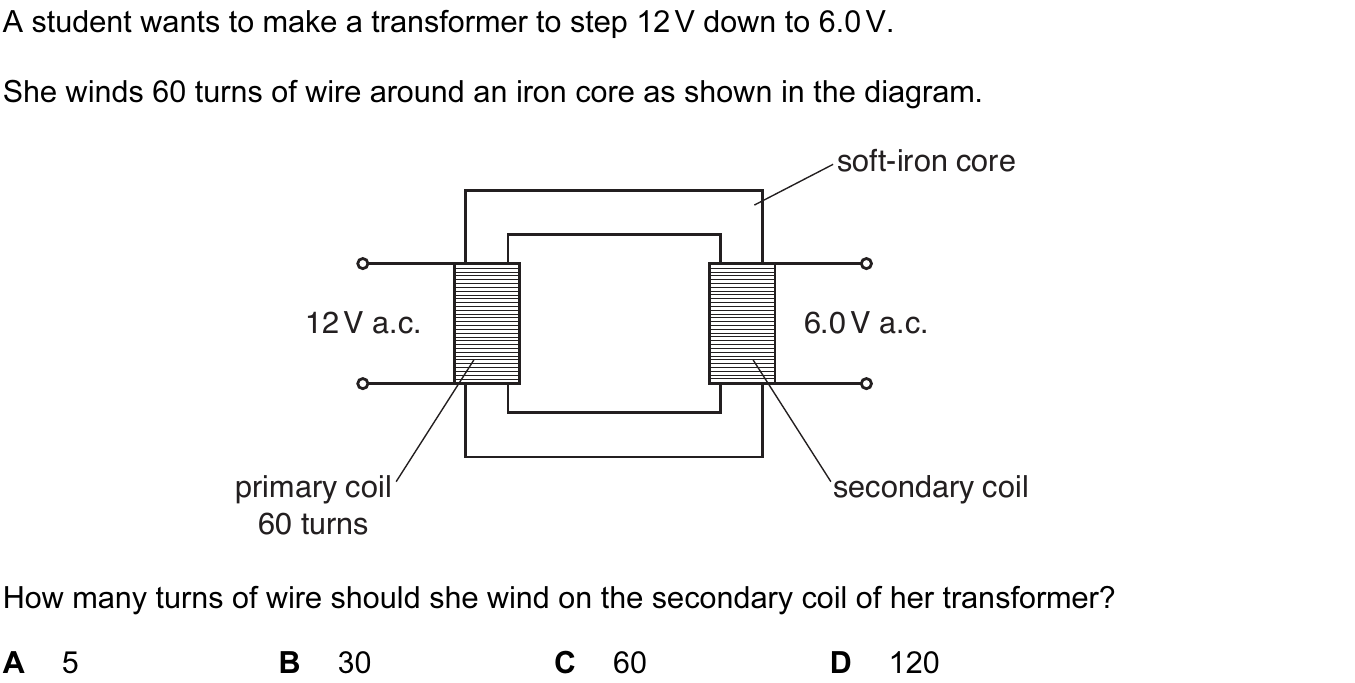 A student wants to make a transformer to step 12 V down to 6.0 V.
She winds 60 turns of wire around an iron core as shown in the diagram.
soft-iron core
12 V a.c.
6.0 V a.c.
primary coil
60 turns
secondary coil
How many turns of wire should she wind on the secondary coil of her transformer?
A 5 B 30 C 60 D 120